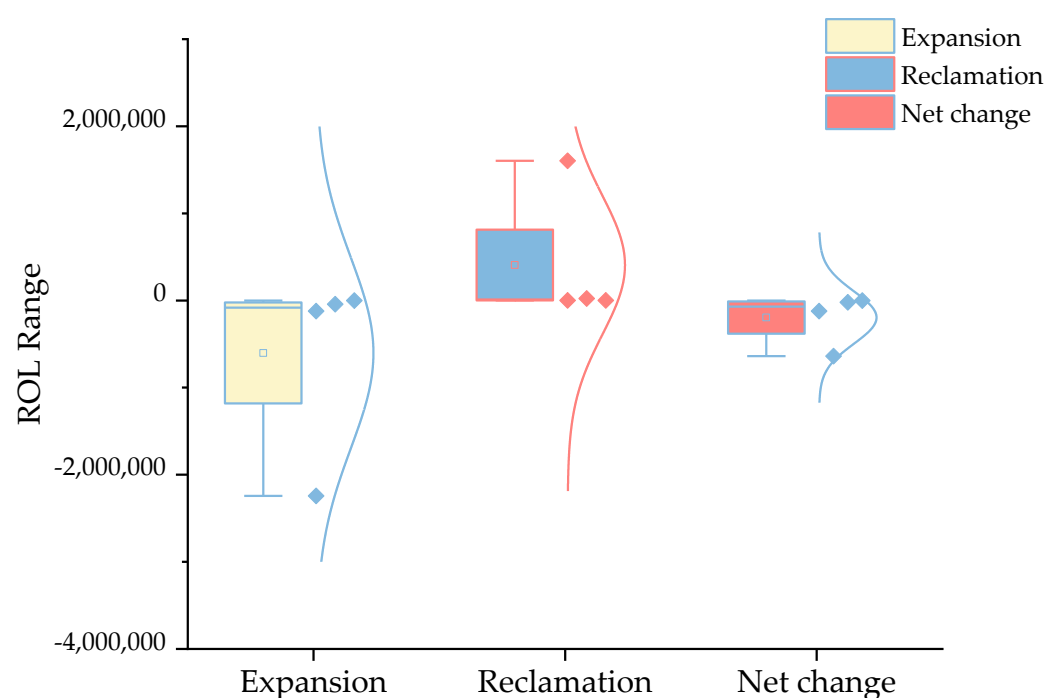 Expansion
Reclamation
Net change
2,000,000
0
-2,000,000
-4,000,000
ROL Range
Expansion
Reclamation
Net change